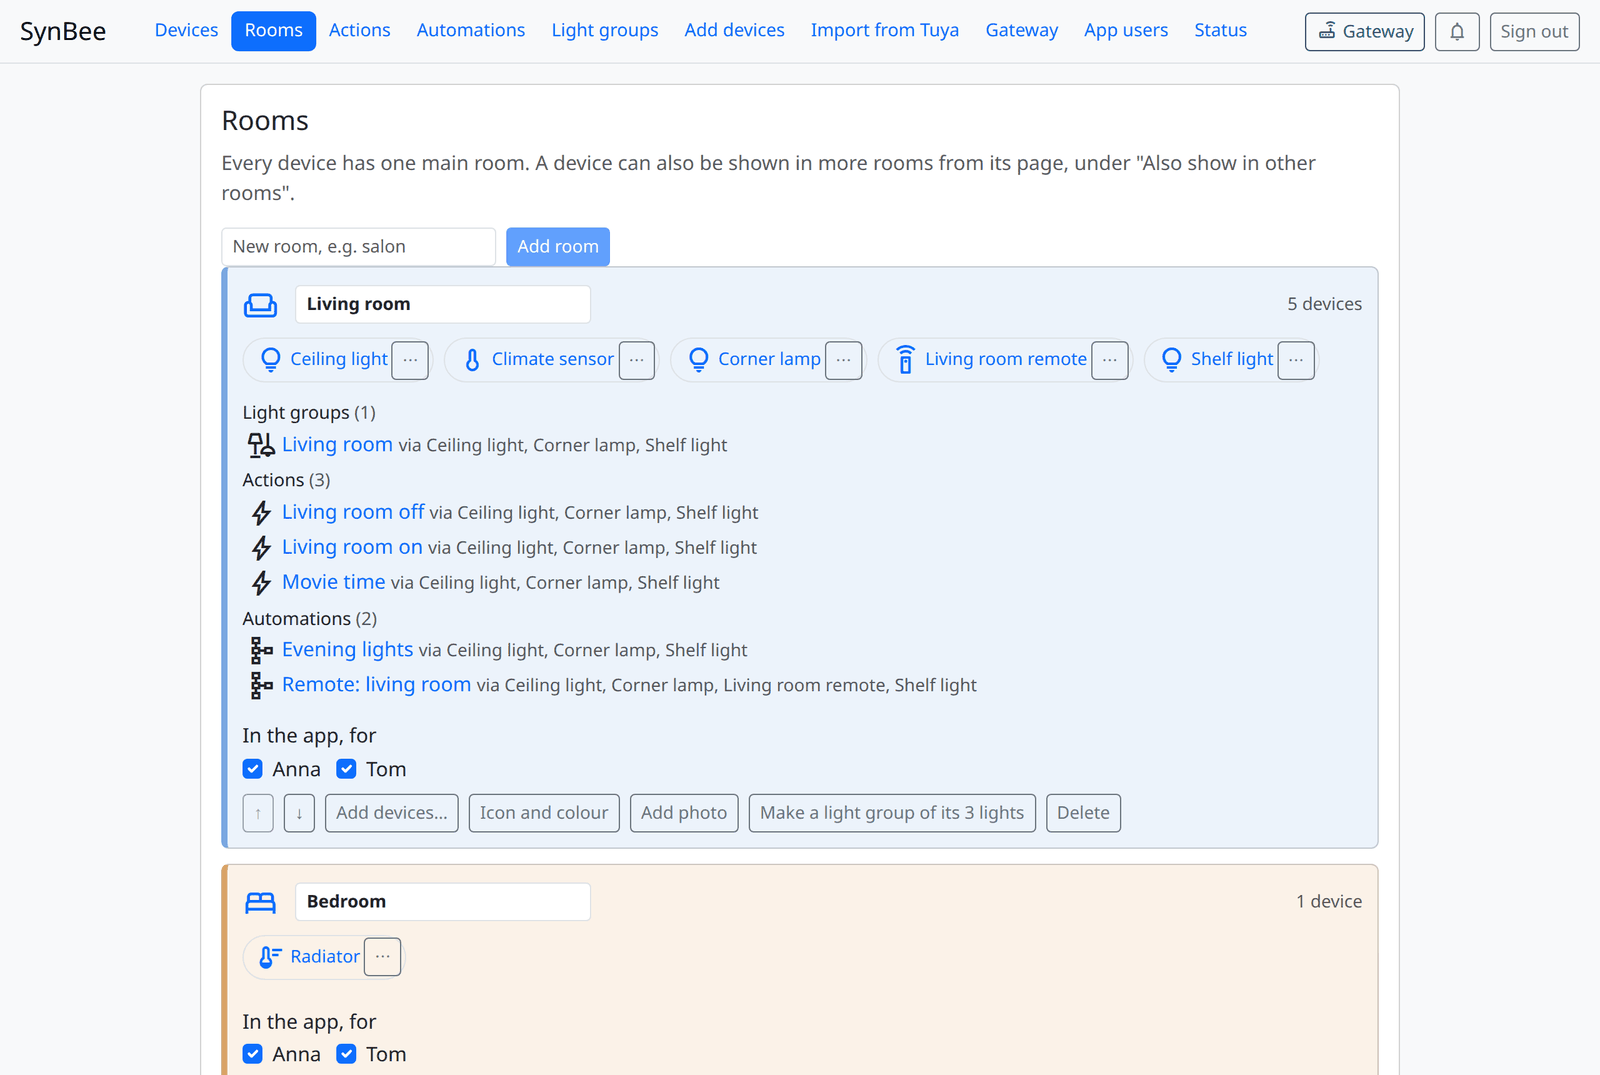 SynBee Devices Rooms Actions Automations Light groups Add devices Import from Tuya Gateway App users Status Gateway Sign out
Rooms
Every device has one main room. A device can also be shown in more rooms from its page, under "Also show in other
rooms".
New room, e.g. salon Add room
Living room 5 devices
Ceiling light ... Climate sensor ... Corner lamp ... Living room remote ... Shelf light ...
Light groups (1)
Living room via Ceiling light, Corner lamp, Shelf light
Actions (3)
Living room off via Ceiling light, Corner lamp, Shelf light
Living room on via Ceiling light, Corner lamp, Shelf light
Movie time via Ceiling light, Corner lamp, Shelf light
Automations (2)
Evening lights via Ceiling light, Corner lamp, Shelf light
Remote: living room via Ceiling light, Corner lamp, Living room remote, Shelf light
In the app, for
Anna Tom
↑ ↓ Add devices... Icon and colour Add photo Make a light group of its 3 lights Delete
Bedroom 1 device
Radiator ...
In the app, for
Anna Tom